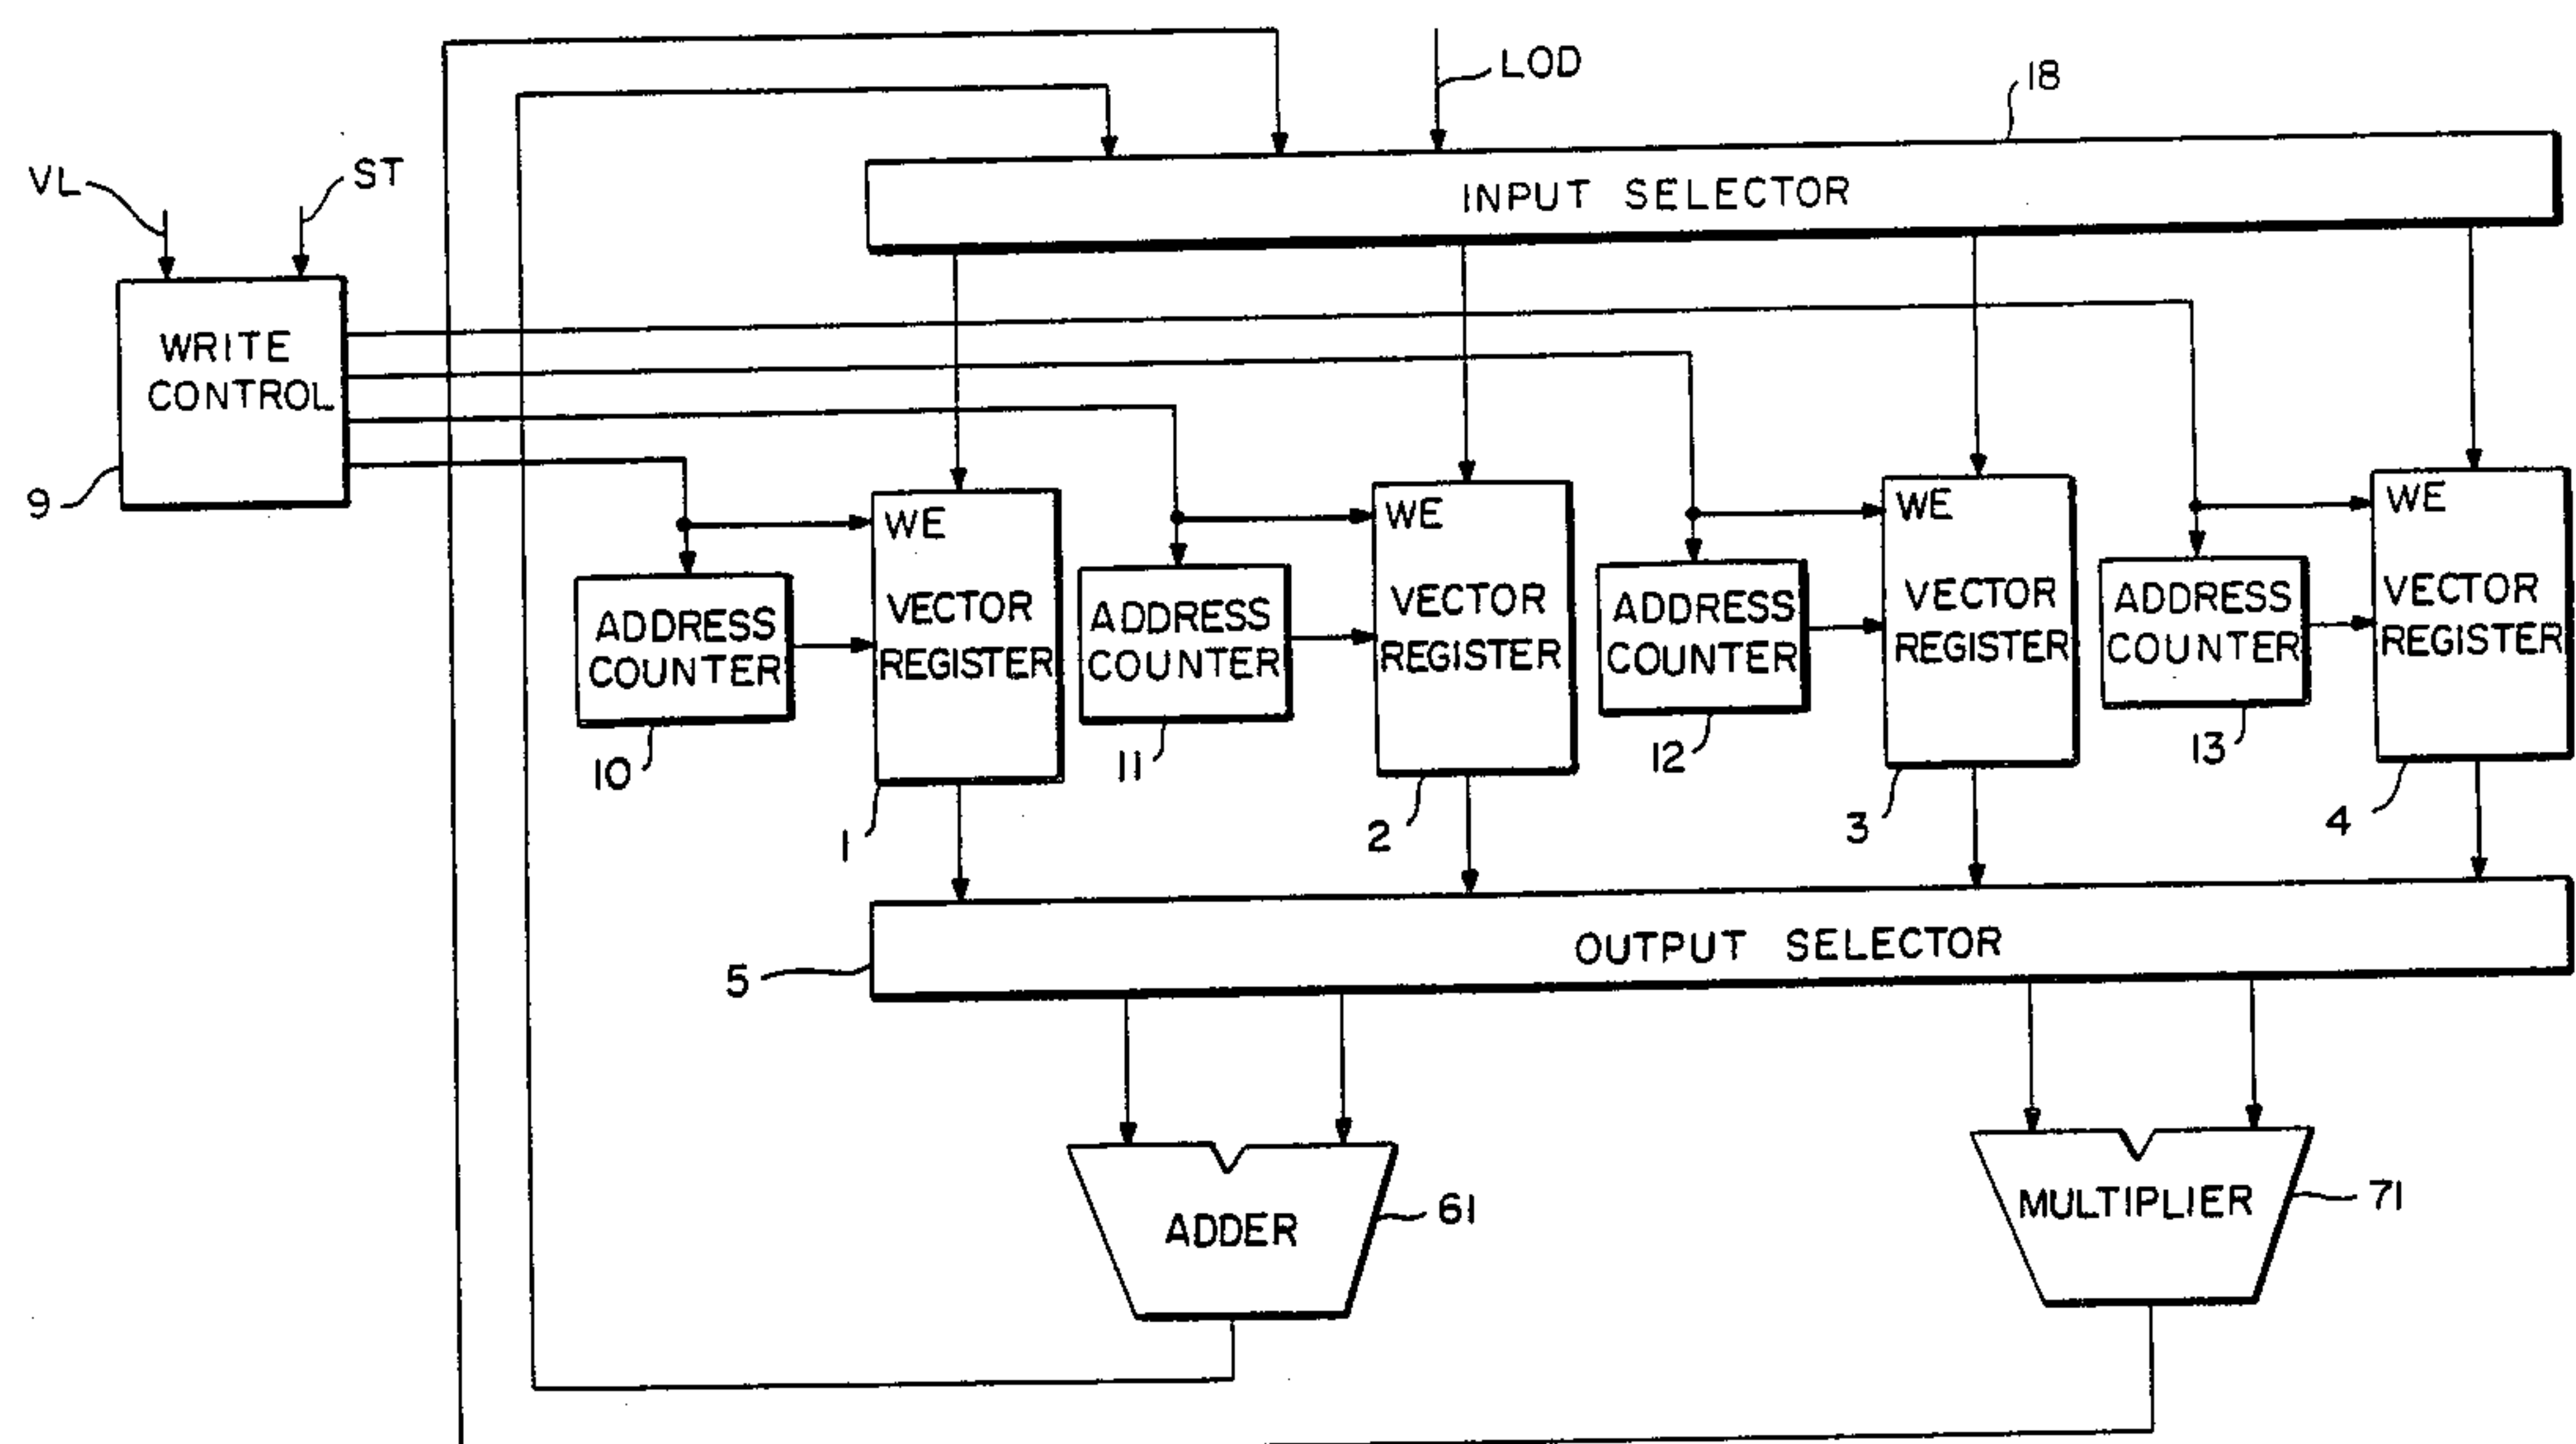 LOD
18
VL
ST
INPUT SELECTOR
WRITE
CONTROL
9
WE
VECTOR
REGISTER
WE
VECTOR
REGISTER
WE
VECTOR
REGISTER
WE
VECTOR
REGISTER
ADDRESS
COUNTER
ADDRESS
COUNTER
ADDRESS
COUNTER
ADDRESS
COUNTER
10
11
12
13
1
2
3
4
OUTPUT SELECTOR
5
ADDER
61
MULTIPLIER
71